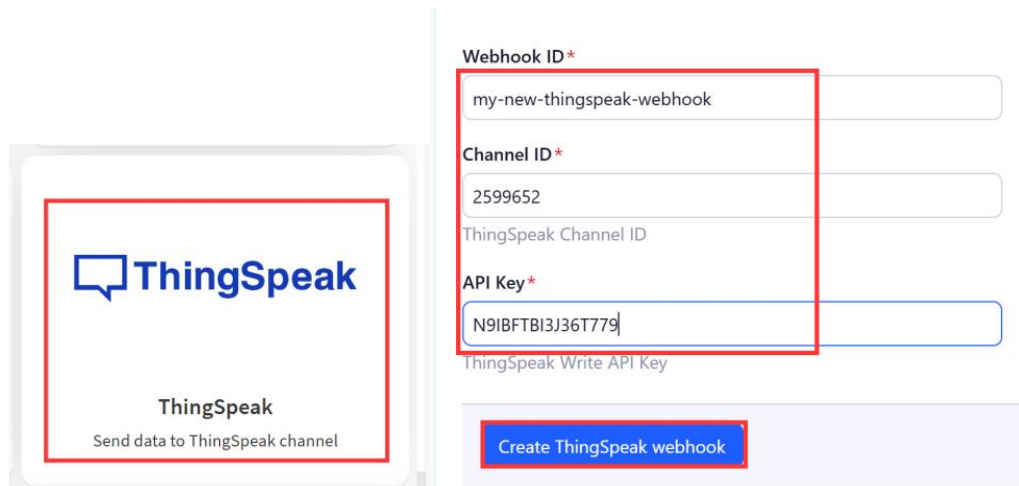 ThingSpeak
ThingSpeak
Send data to ThingSpeak channel
Webhook ID*
my-new-thingspeak-webhook
Channel ID*
2599652
ThingSpeak Channel ID
API Key*
N9IBFTBI3J36T779
ThingSpeak Write API Key
Create ThingSpeak webhook